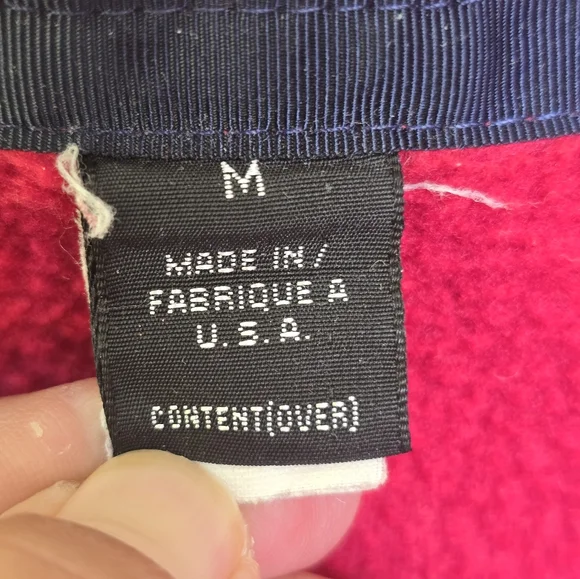 M
MADE IN/
FABRIQUE A
U.S.A.
CONTENT(OVER)